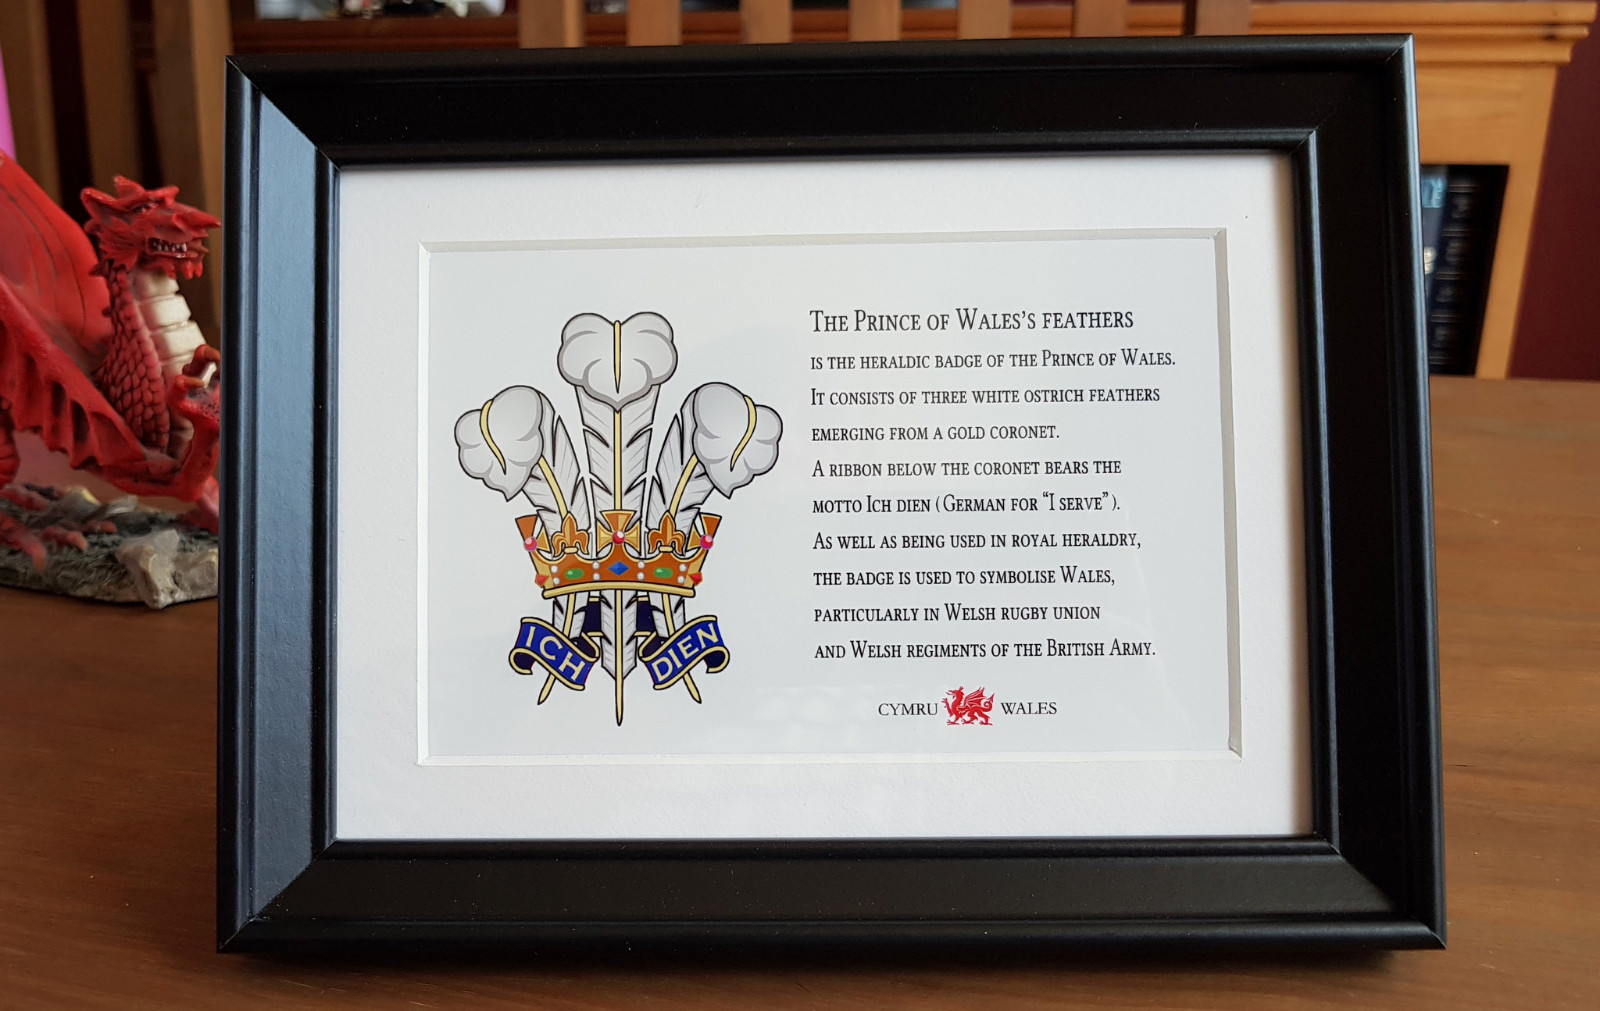 THE PRINCE OF WALES'S FEATHERS
IS THE HERALDIC BADGE OF THE PRINCE OF WALES.
IT CONSISTS OF THREE WHITE OSTRICH FEATHERS
EMERGING FROM A GOLD CORONET.
A RIBBON BELOW THE CORONET BEARS THE
MOTTO ICH DIEN (GERMAN FOR “I SERVE”).
AS WELL AS BEING USED IN ROYAL HERALDRY,
THE BADGE IS USED TO SYMBOLISE WALES,
PARTICULARLY IN WELSH RUGBY UNION
AND WELSH REGIMENTS OF THE BRITISH ARMY.
CYMRU WALES
ICH DIEN